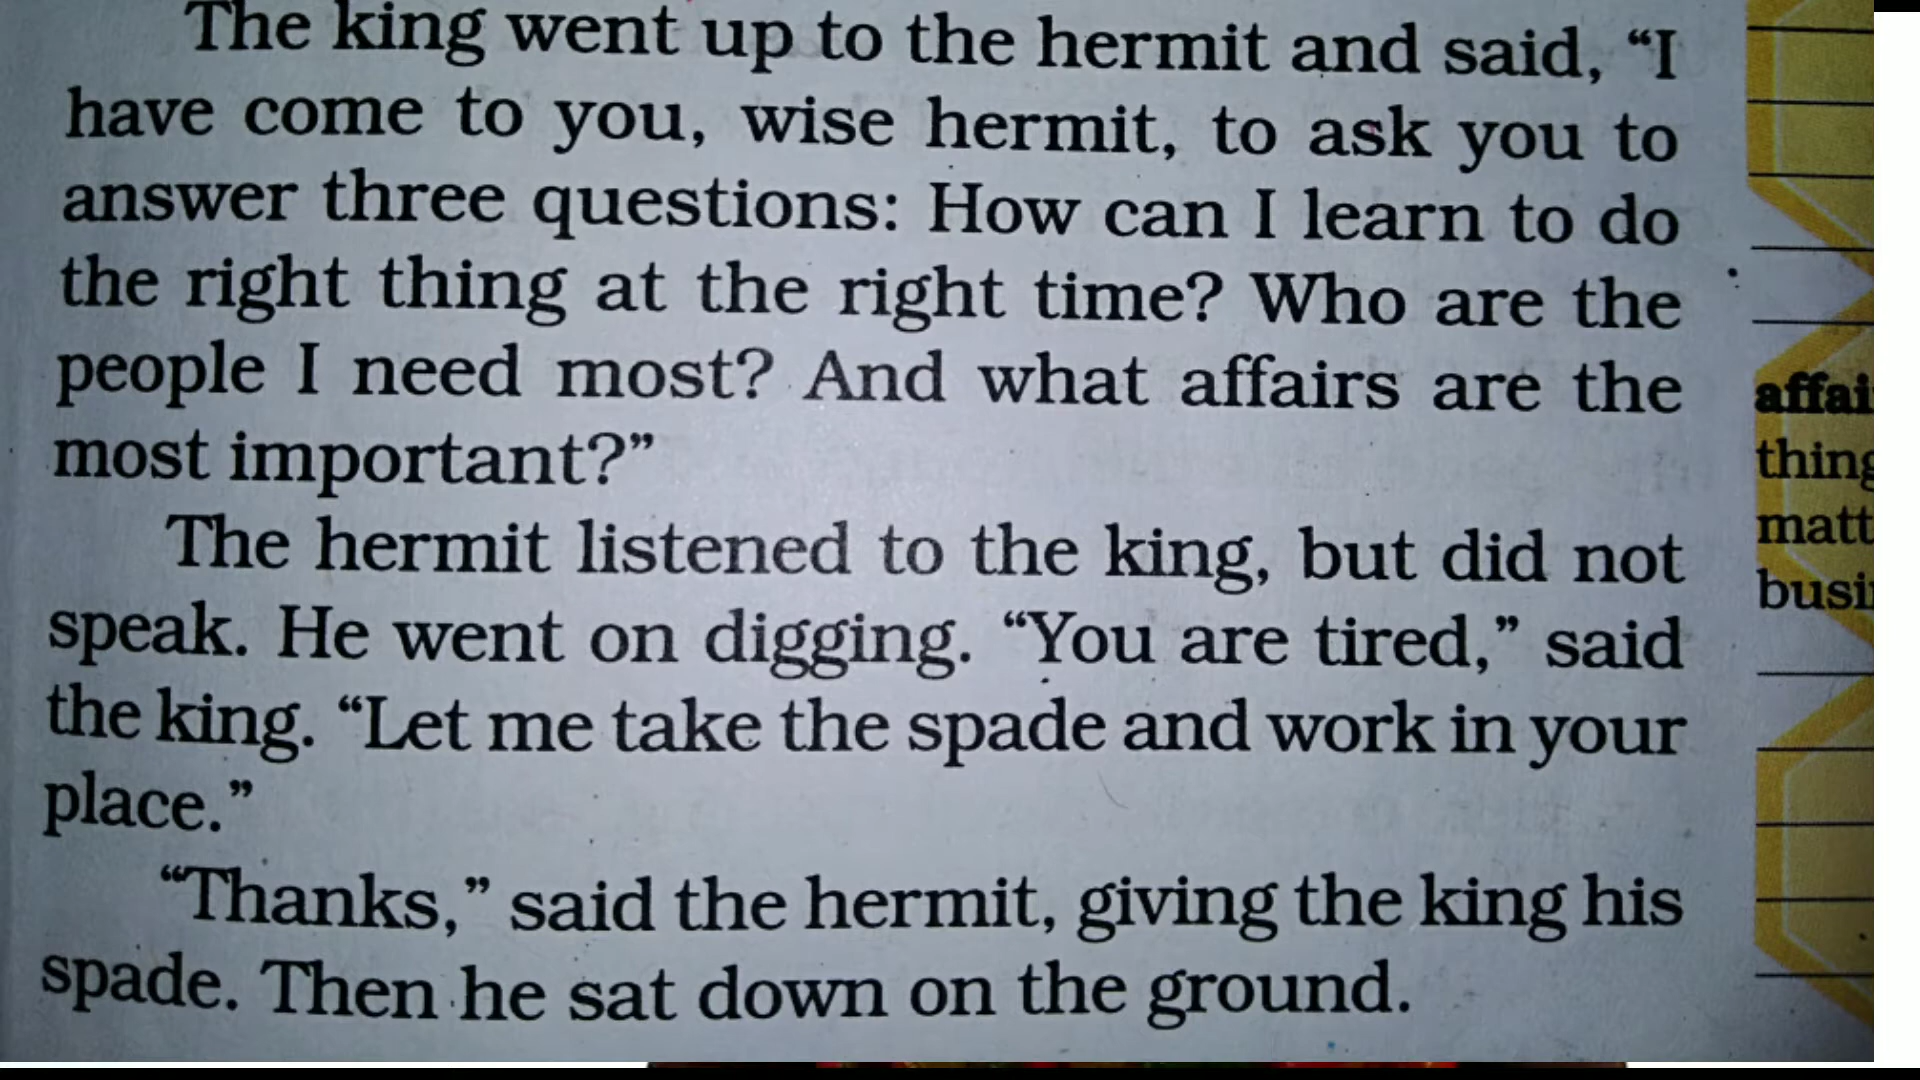 The king went up to the hermit and said, “I
have come to you, wise hermit, to ask you to
answer three questions: How can I learn to do
the right thing at the right time? Who are the
people I need most? And what affairs are the
most important?”
The hermit listened to the king, but did not
speak. He went on digging. “You are tired,” said
the king. “Let me take the spade and work in your
place.”
“Thanks,” said the hermit, giving the king his
spade. Then he sat down on the ground.
affai
thing
matt
busi